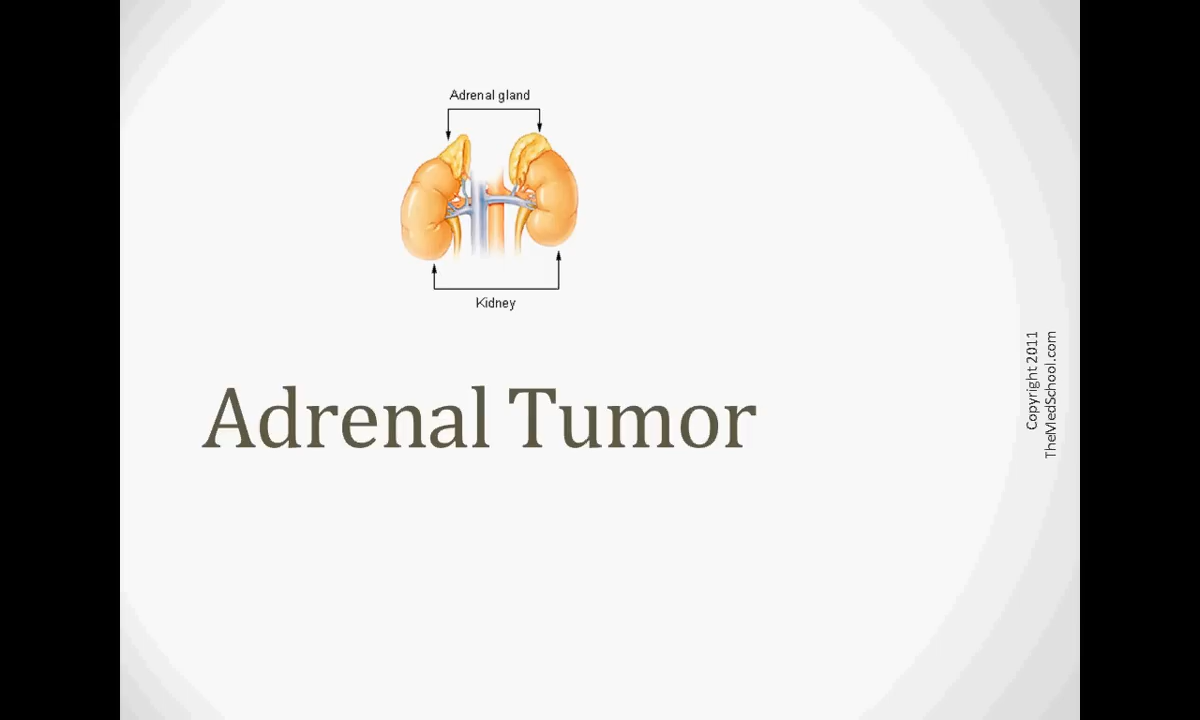 Adrenal gland
Kidney
Adrenal Tumor
Copyright 2011
TheMedSchool.com